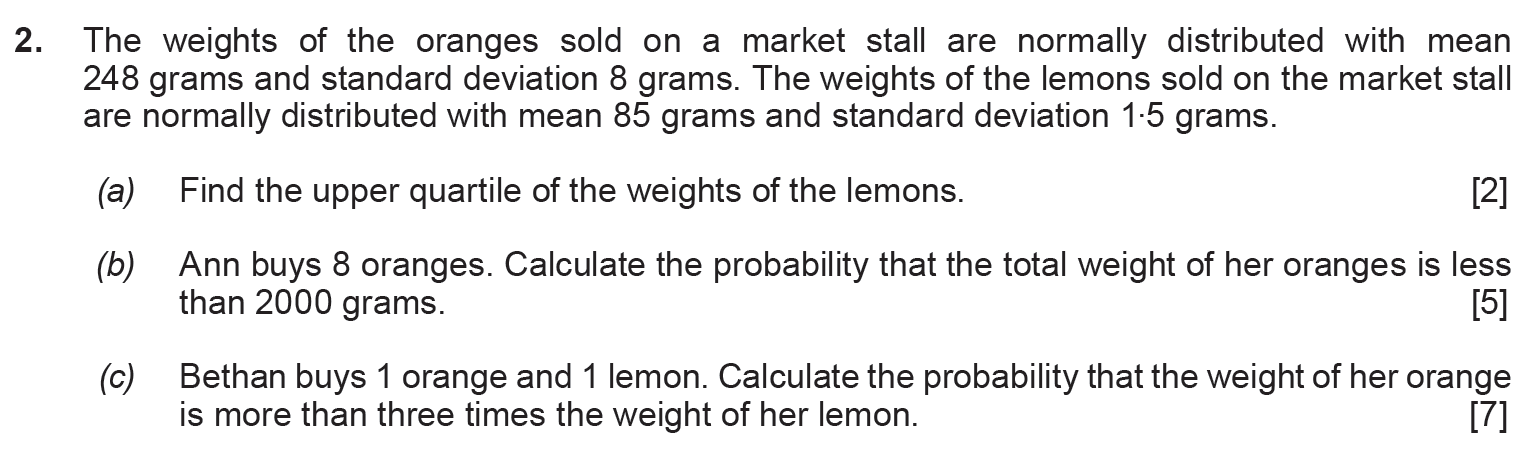 2. The weights of the oranges sold on a market stall are normally distributed with mean
248 grams and standard deviation 8 grams. The weights of the lemons sold on the market stall
are normally distributed with mean 85 grams and standard deviation 1·5 grams.
(a) Find the upper quartile of the weights of the lemons. [2]
(b) Ann buys 8 oranges. Calculate the probability that the total weight of her oranges is less
than 2000 grams. [5]
(c) Bethan buys 1 orange and 1 lemon. Calculate the probability that the weight of her orange
is more than three times the weight of her lemon. [7]